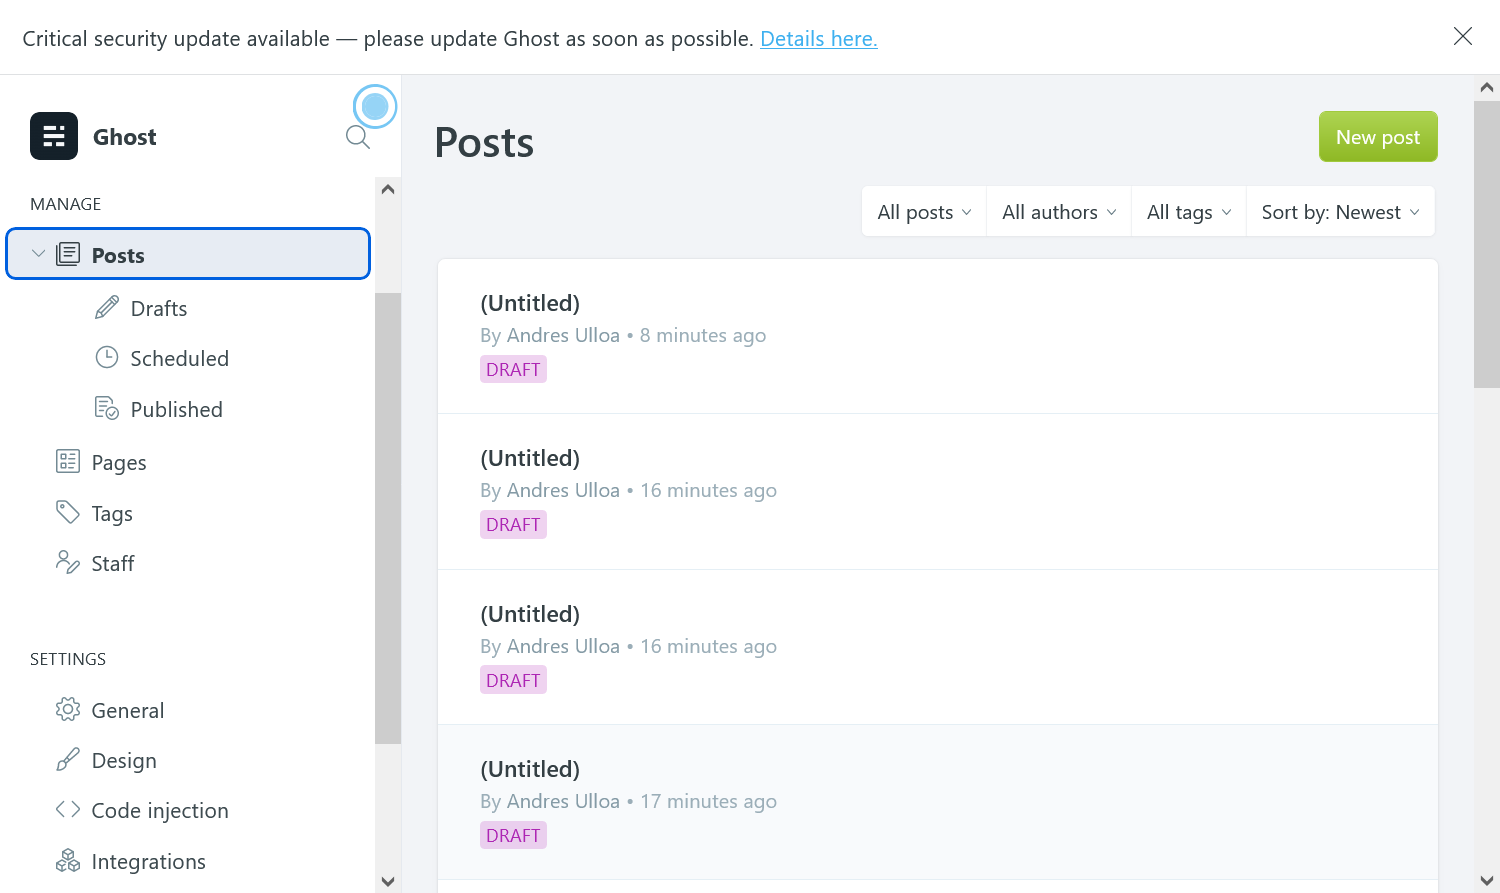 Critical security update available — please update Ghost as soon as possible. Details here.
Ghost
MANAGE
Posts
Drafts
Scheduled
Published
Pages
Tags
Staff
SETTINGS
General
Design
Code injection
Integrations
Posts
New post
All posts
All authors
All tags
Sort by: Newest
(Untitled)
By Andres Ulloa • 8 minutes ago
DRAFT
(Untitled)
By Andres Ulloa • 16 minutes ago
DRAFT
(Untitled)
By Andres Ulloa • 16 minutes ago
DRAFT
(Untitled)
By Andres Ulloa • 17 minutes ago
DRAFT